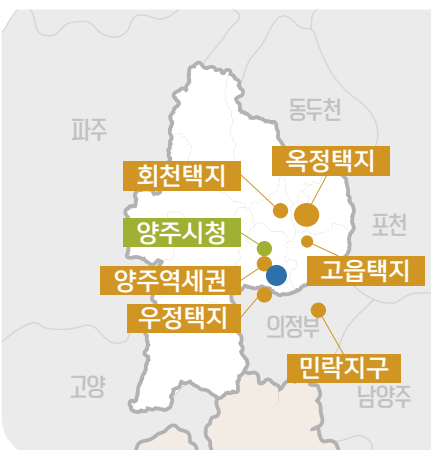 동두천
파주
옥정택지
회천택지
포천
양주시청
고읍택지
양주역세권
우정택지
의정부
민락지구
고양
남양주